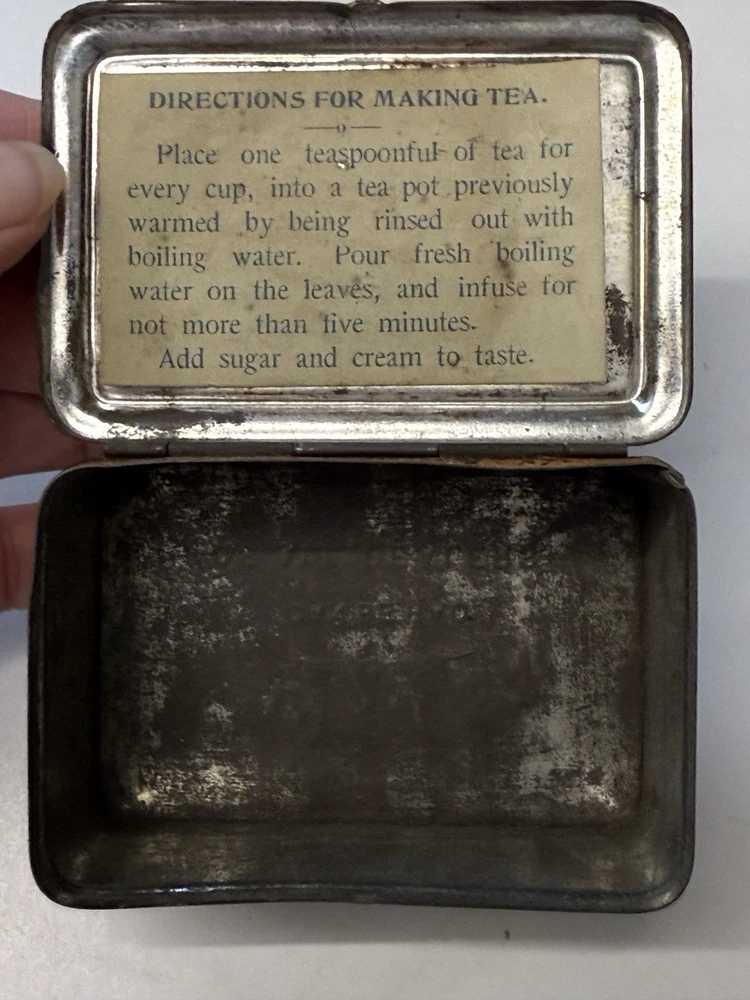 DIRECTIONS FOR MAKING TEA.
Place one teaspoonful of tea for
every cup, into a tea pot previously
warmed by being rinsed out with
boiling water. Pour fresh boiling
water on the leaves, and infuse for
not more than five minutes.
Add sugar and cream to taste.